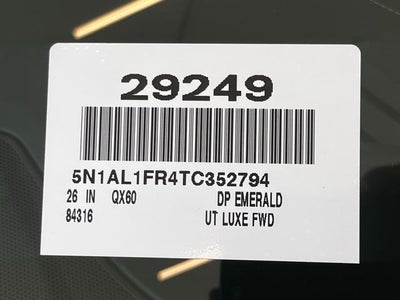 29249
5N1AL1FR4TC352794
26 IN QX60 DP EMERALD
84316 UT LUXE FWD